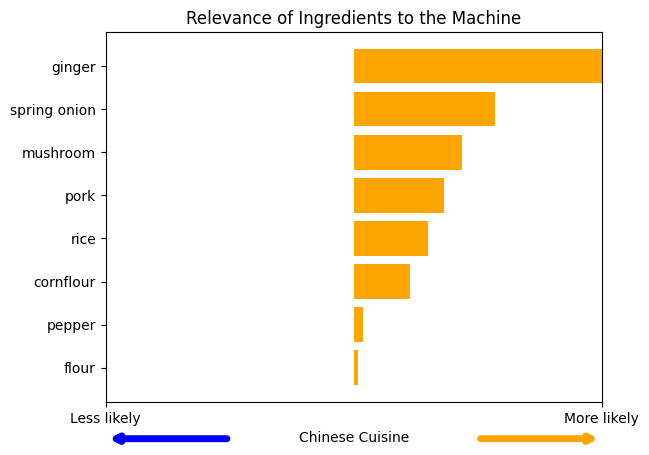 Relevance of Ingredients to the Machine
ginger
spring onion
mushroom
pork
rice
cornflour
pepper
flour
Less likely
More likely
Chinese Cuisine